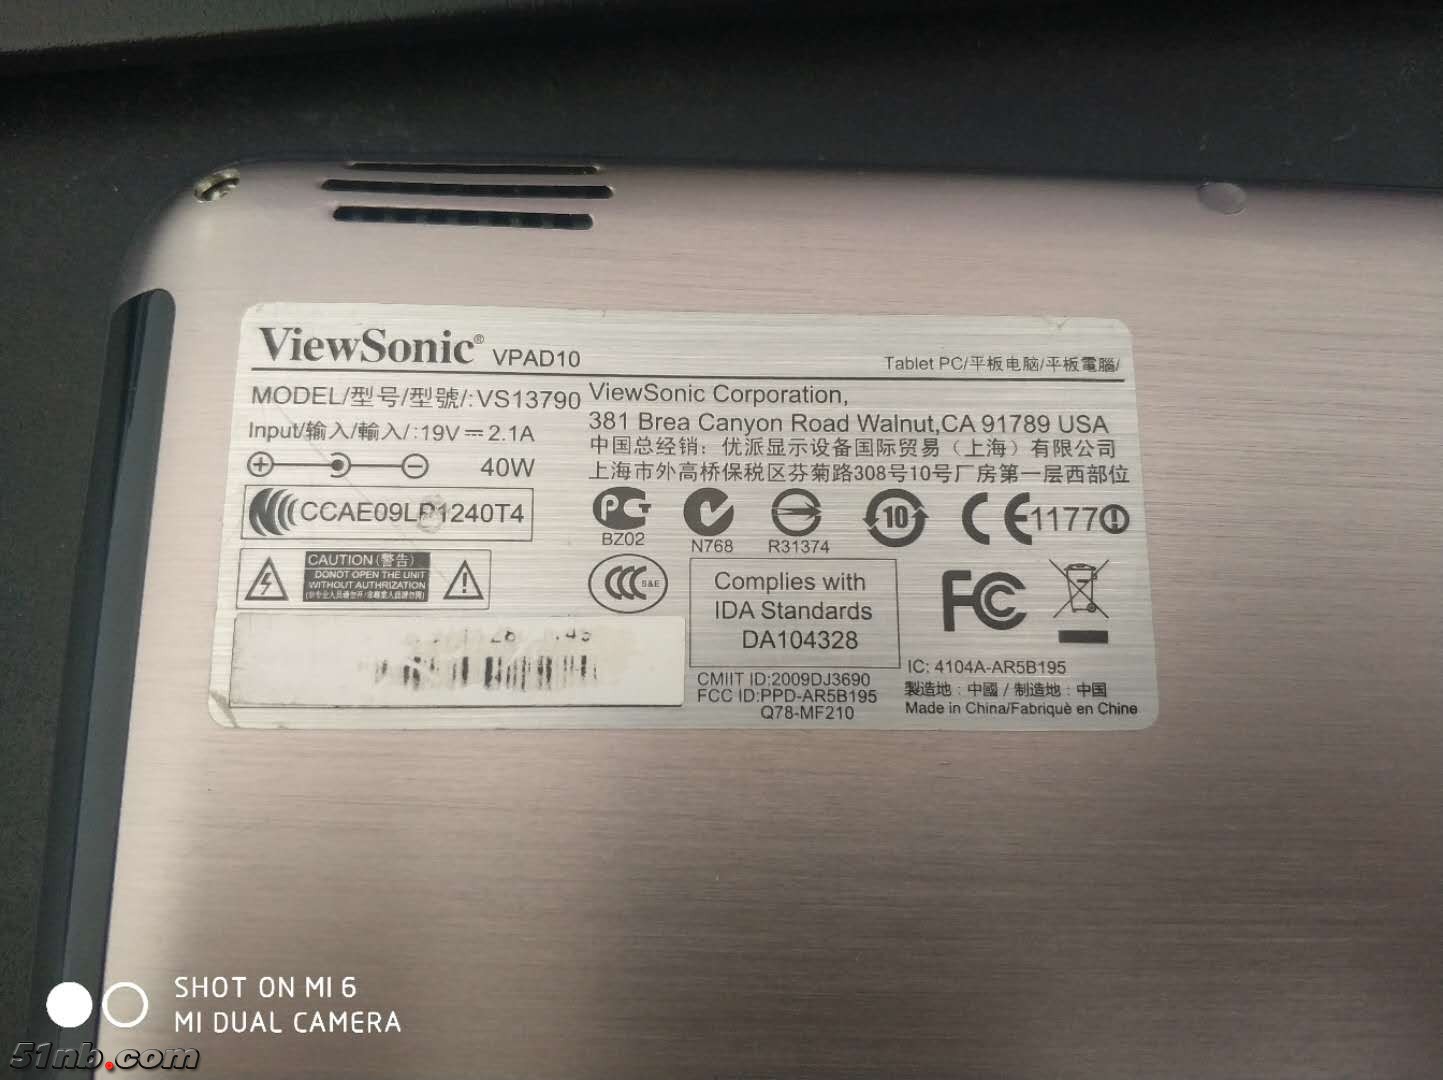 ViewSonic® VPAD10
Tablet PC/平板电脑/平板電腦/
MODEL/型号/型號/:VS13790
Input/输入/輸入/:19V⎓2.1A
40W
ViewSonic Corporation,
381 Brea Canyon Road Walnut,CA 91789 USA
中国总经销：优派显示设备国际贸易（上海）有限公司
上海市外高桥保税区芬菊路308号10号厂房第一层西部位
CCAE09LP1240T4
PG
BZ02
N768
R31374
10
CE1177
CAUTION(警告)
DONOT OPEN THE UNIT
WITHOUT AUTHRIZATION
CCC S&E
Complies with
IDA Standards
DA104328
FC
CMIIT ID:2009DJ3690
FCC ID:PPD-AR5B195
Q78-MF210
IC: 4104A-AR5B195
製造地：中國 / 制造地：中国
Made in China/Fabriquè en Chine
SHOT ON MI 6
MI DUAL CAMERA
51nb.com